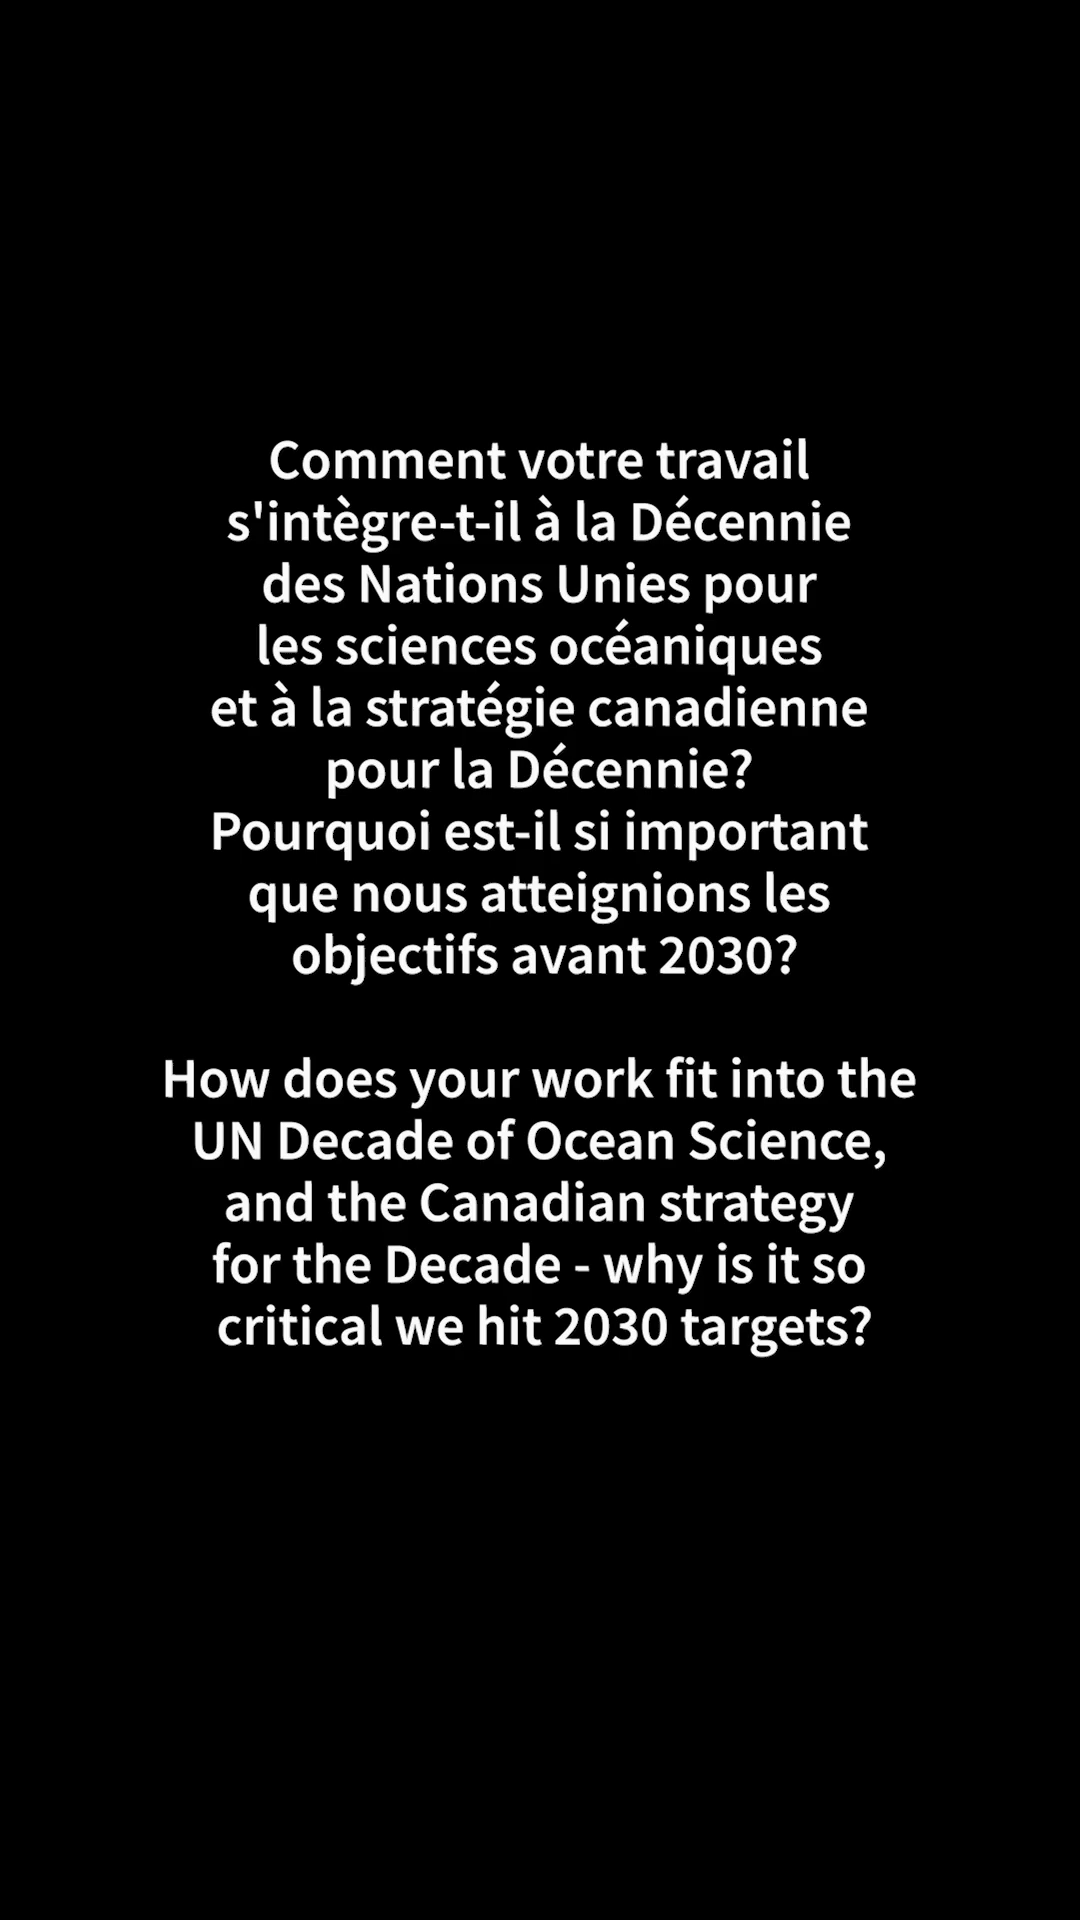 Comment votre travail
s'intègre-t-il à la Décennie
des Nations Unies pour
les sciences océaniques
et à la stratégie canadienne
pour la Décennie?
Pourquoi est-il si important
que nous atteignions les
objectifs avant 2030?
How does your work fit into the
UN Decade of Ocean Science,
and the Canadian strategy
for the Decade - why is it so
critical we hit 2030 targets?